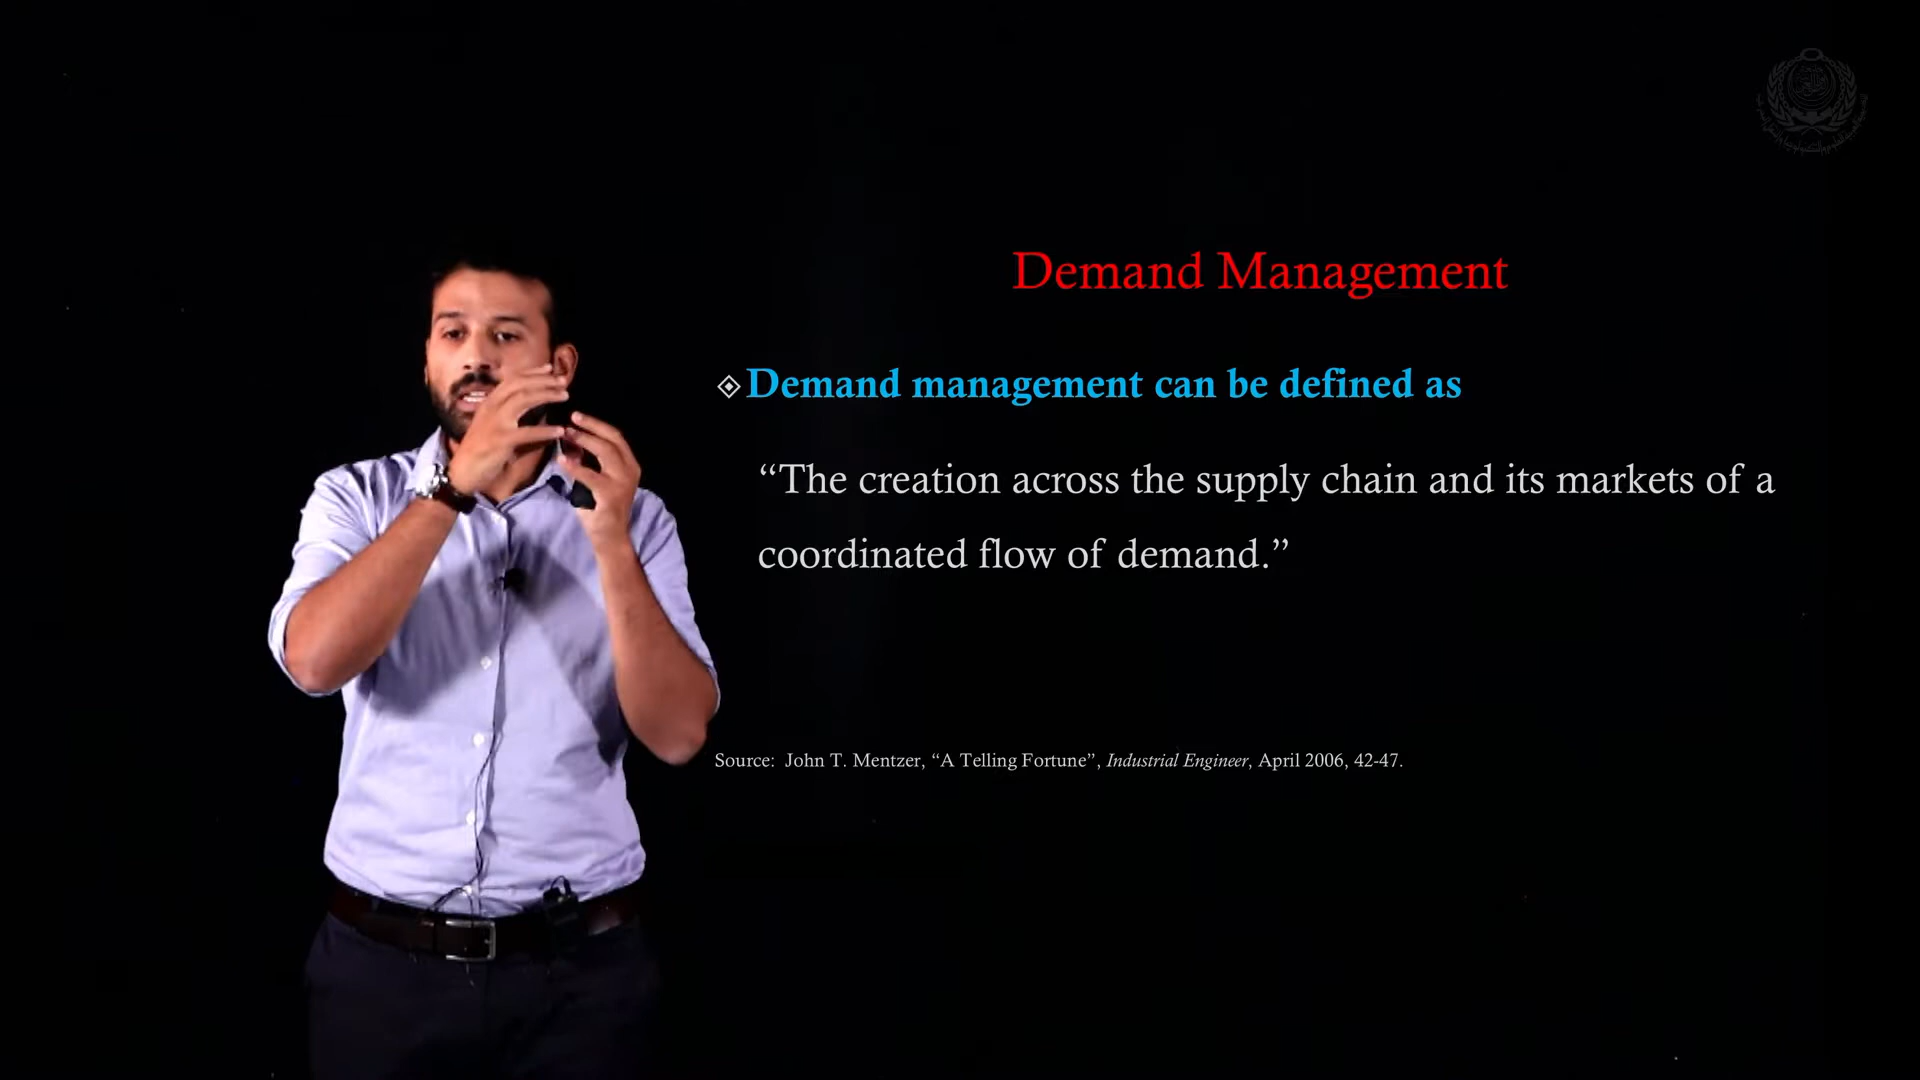 Demand Management
Demand management can be defined as
“The creation across the supply chain and its markets of a
coordinated flow of demand.”
Source: John T. Mentzer, “A Telling Fortune”, Industrial Engineer, April 2006, 42-47.